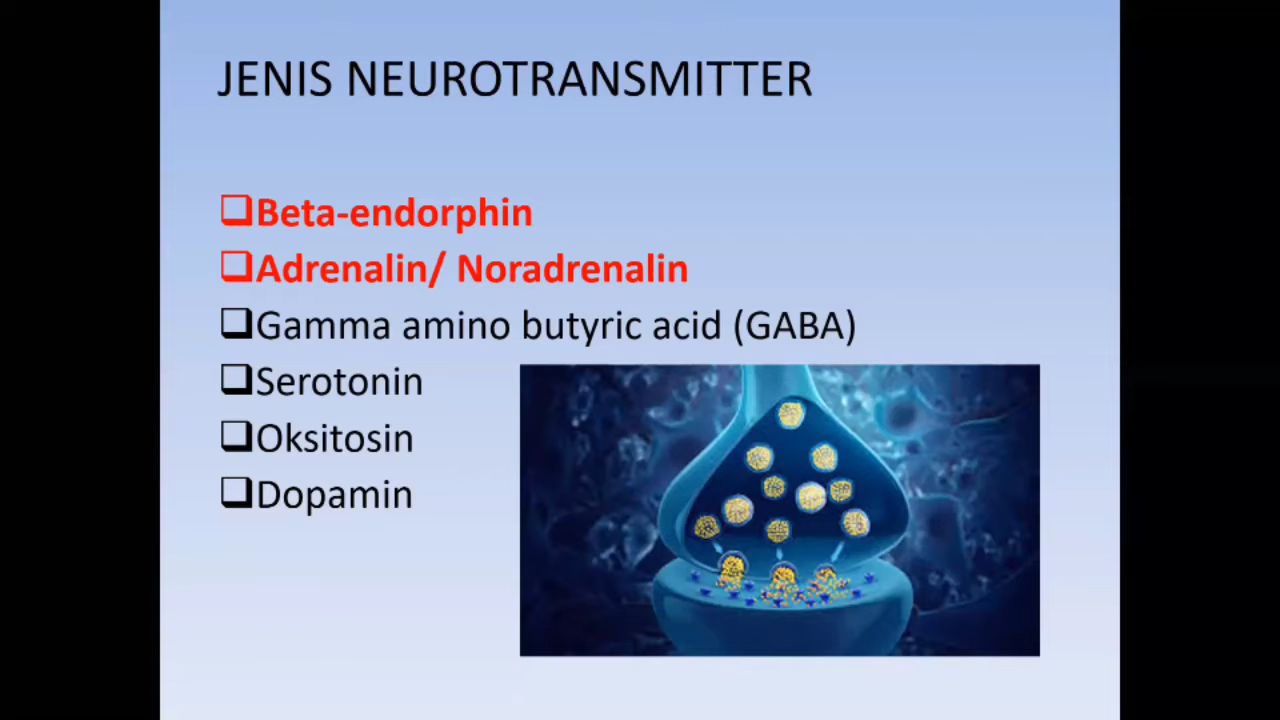 JENIS NEUROTRANSMITTER
❑Beta-endorphin
❑Adrenalin/ Noradrenalin
❑Gamma amino butyric acid (GABA)
❑Serotonin
❑Oksitosin
❑Dopamin